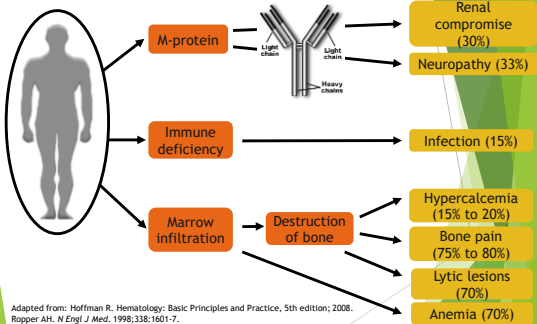 M-protein
Light
chain
Light
chain
Heavy
chains
Renal
compromise
(30%)
Neuropathy (33%)
Immune
deficiency
Infection (15%)
Marrow
infiltration
Destruction
of bone
Hypercalcemia
(15% to 20%)
Bone pain
(75% to 80%)
Lytic lesions
(70%)
Anemia (70%)
Adapted from: Hoffman R. Hematology: Basic Principles and Practice, 5th edition; 2008.
Ropper AH. N Engl J Med. 1998;338:1601-7.